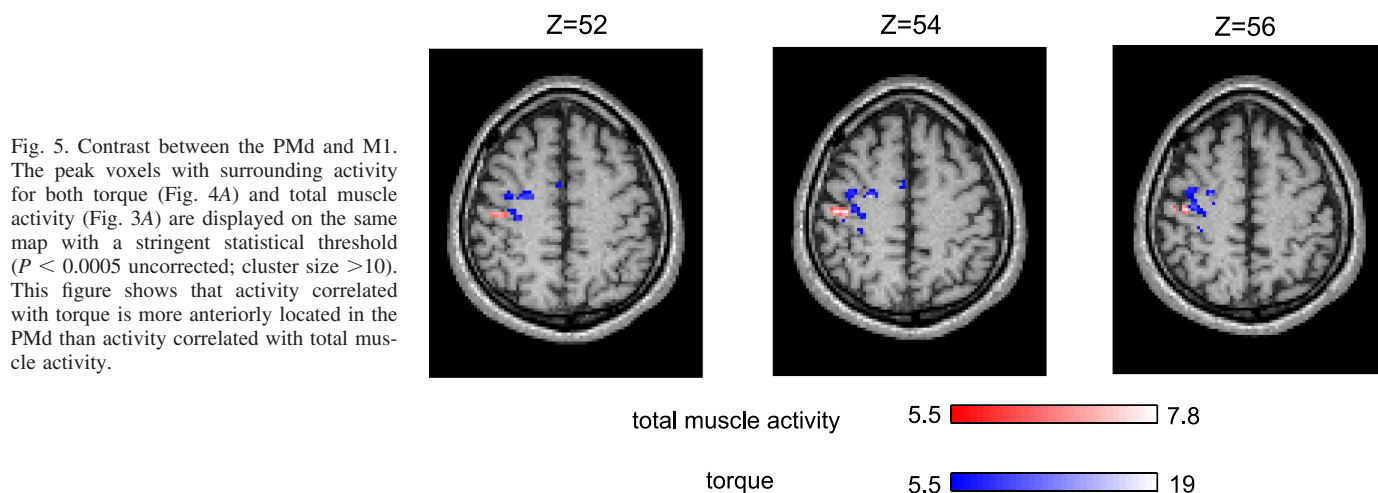 Fig. 5. Contrast between the PMd and M1.
The peak voxels with surrounding activity
for both torque (Fig. 4A) and total muscle
activity (Fig. 3A) are displayed on the same
map with a stringent statistical threshold
(P < 0.0005 uncorrected; cluster size >10).
This figure shows that activity correlated
with torque is more anteriorly located in the
PMd than activity correlated with total mus-
cle activity.
Z=52
Z=54
Z=56
total muscle activity 5.5 7.8
torque 5.5 19